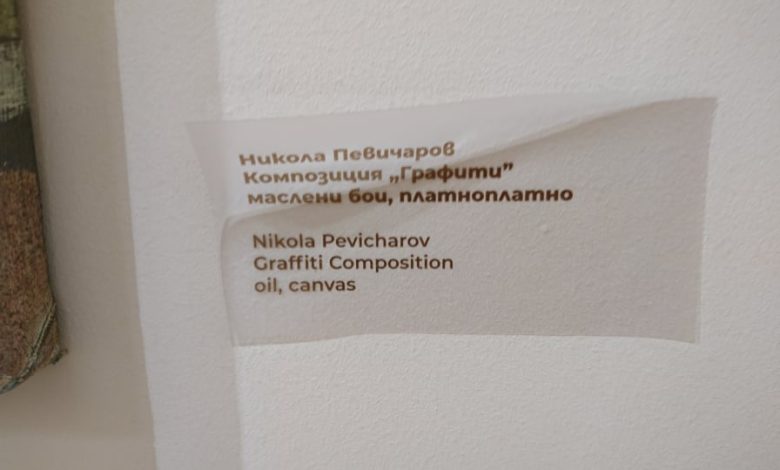 Никола Певичаров
Композиция „Графити”
маслени бои, платноплатно
Nikola Pevicharov
Graffiti Composition
oil, canvas